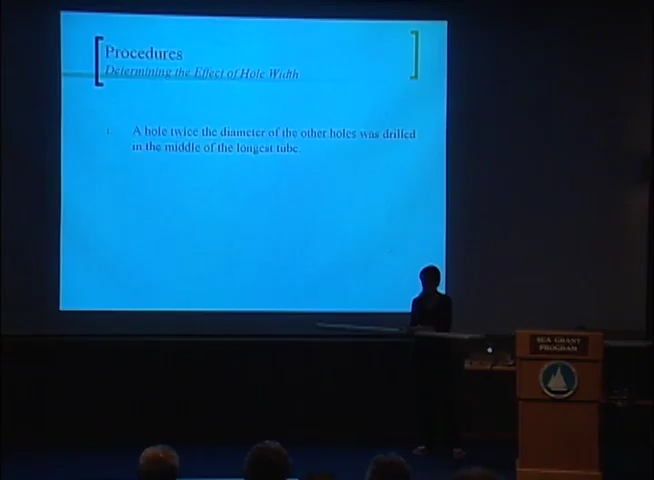 Procedures
Determining the Effect of Hole Width
1. A hole twice the diameter of the other holes was drilled
in the middle of the longest tube.
SEA GRANT
PROGRAM